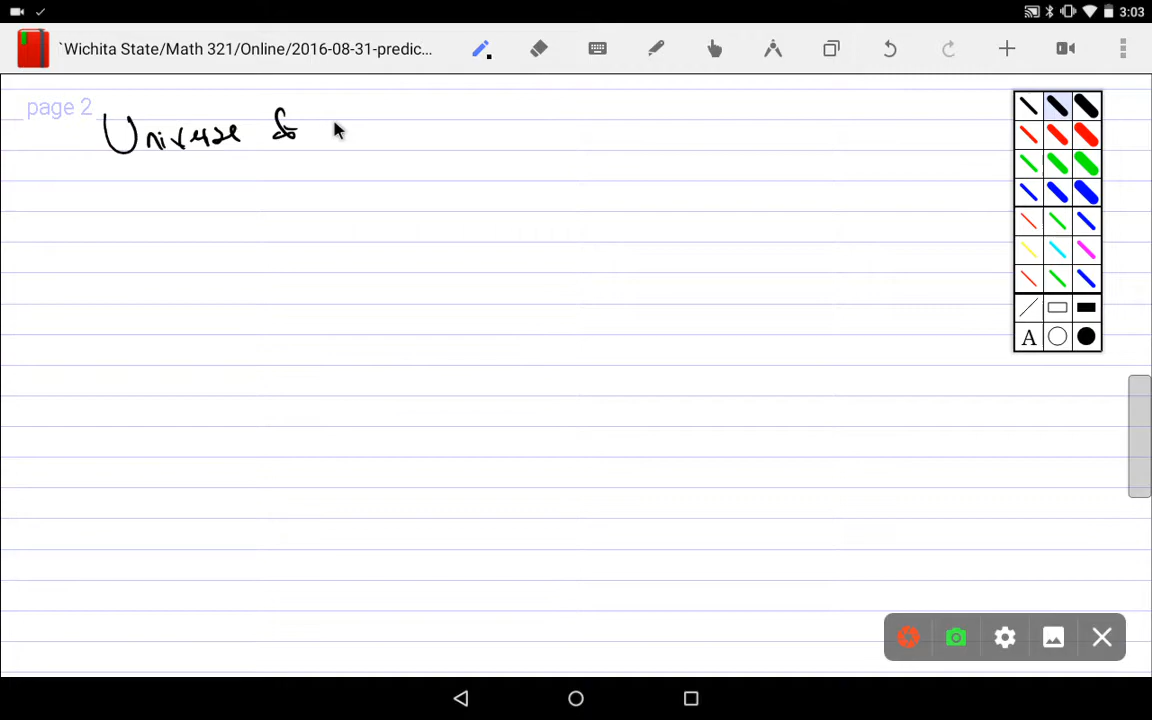 3:03
`Wichita State/Math 321/Online/2016-08-31-predic...
page 2
Universe
A